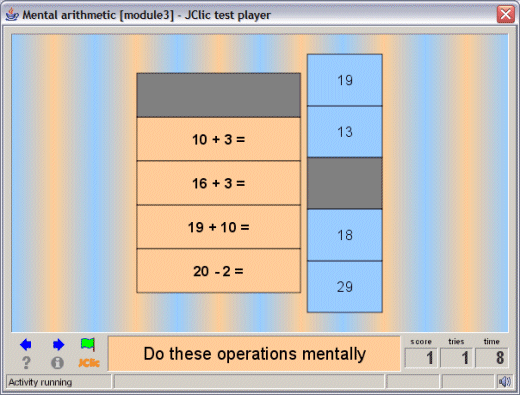 Mental arithmetic [module3] - JClic test player
10 + 3 =
16 + 3 =
19 + 10 =
20 - 2 =
19
13
18
29
Do these operations mentally
score
1
tries
1
time
8
JClic
Activity running